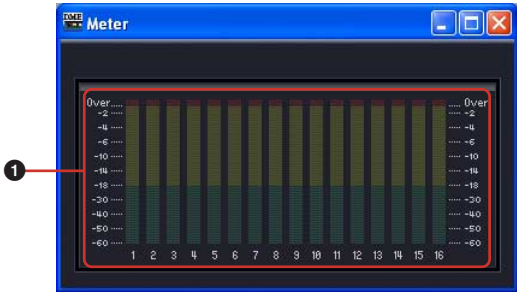 DME Meter
1
Over..... ..... Over
-2 ..... ..... -2
-4 ..... ..... -4
-6 ..... ..... -6
-10 ..... ..... -10
-14 ..... ..... -14
-18 ..... ..... -18
-30 ..... ..... -30
-40 ..... ..... -40
-50 ..... ..... -50
-60 ..... ..... -60
1 2 3 4 5 6 7 8 9 10 11 12 13 14 15 16